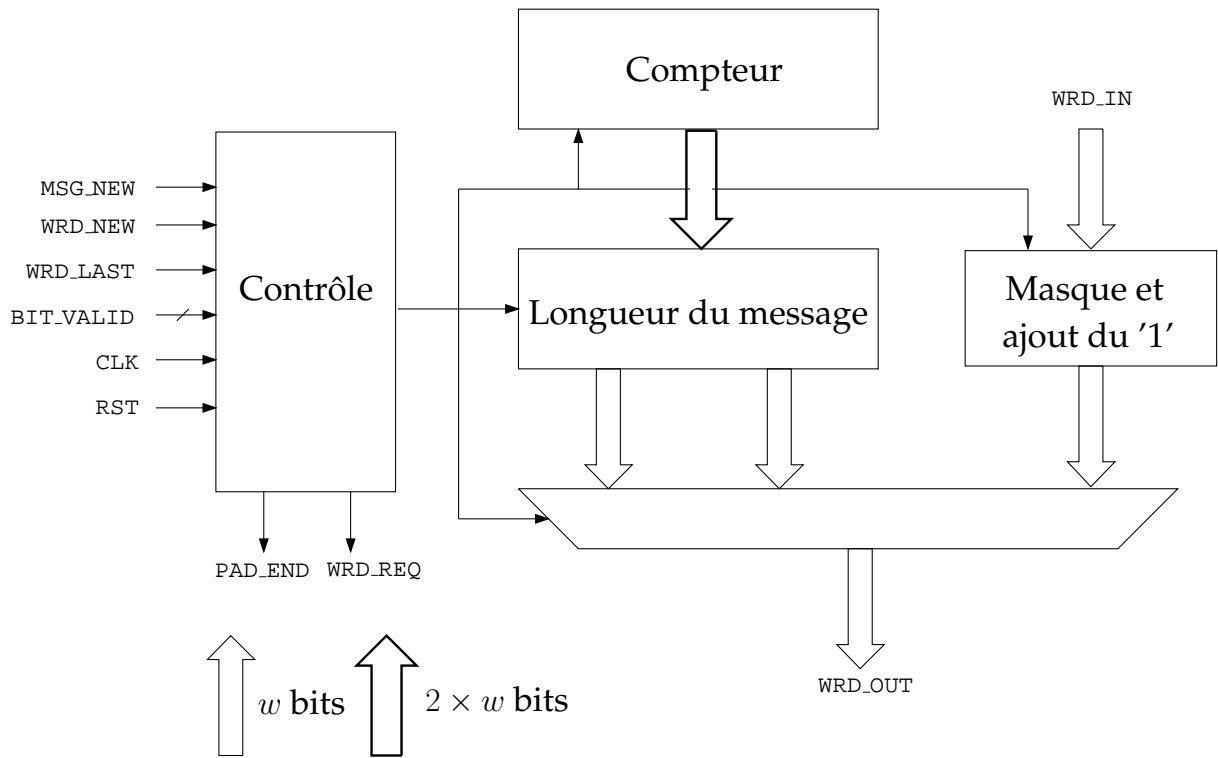 Compteur
WRD_IN
MSG_NEW
WRD_NEW
WRD_LAST
BIT_VALID
CLK
RST
Contrôle
Longueur du message
Masque et
ajout du '1'
PAD_END
WRD_REQ
WRD_OUT
w bits
2 × w bits